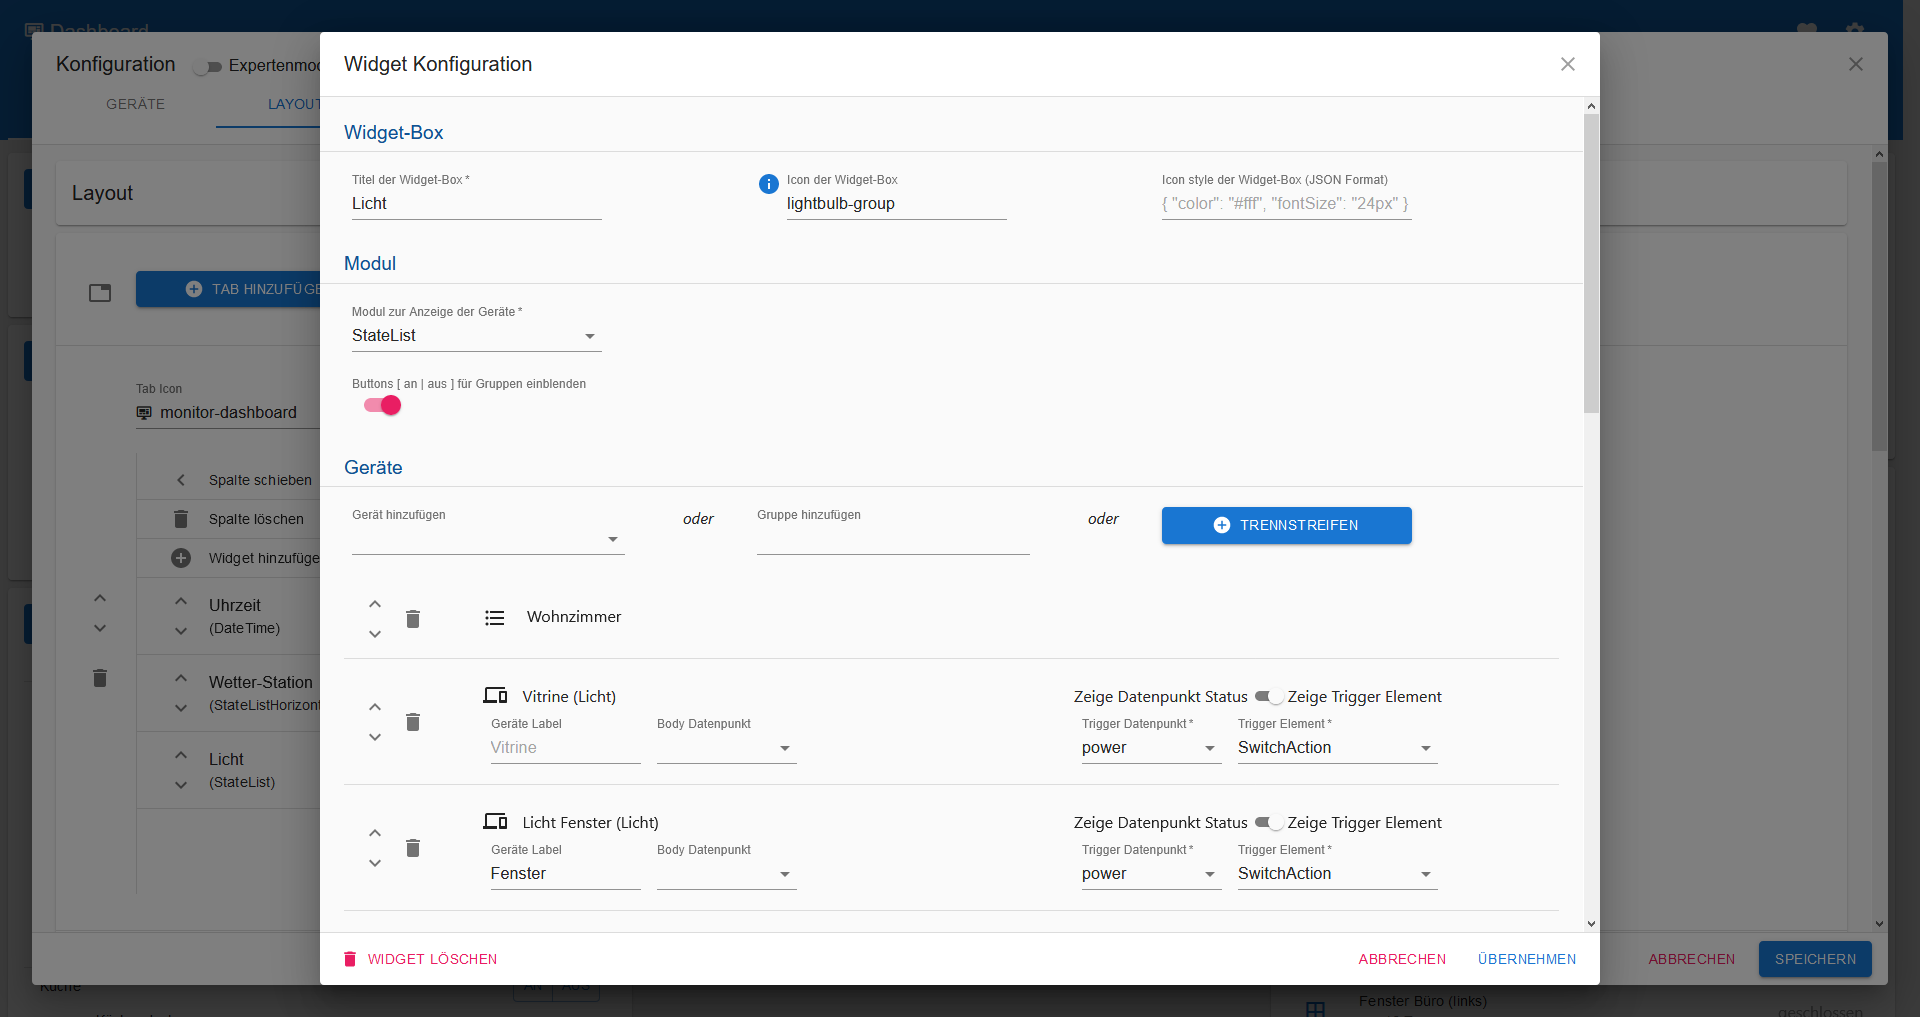 Dashboard
Konfiguration
Expertenmod
GERÄTE
LAYOUT
Layout
TAB HINZUFÜGE
Tab Icon
monitor-dashboard
Spalte schieben
Spalte löschen
Widget hinzufüge
Uhrzeit
(DateTime)
Wetter-Station
(StateListHorizont
Licht
(StateList)
Widget Konfiguration
Widget-Box
Titel der Widget-Box *
Licht
Icon der Widget-Box
lightbulb-group
Icon style der Widget-Box (JSON Format)
{ "color": "#fff", "fontSize": "24px" }
Modul
Modul zur Anzeige der Geräte *
StateList
Buttons [ an | aus ] für Gruppen einblenden
Geräte
Gerät hinzufügen
oder
Gruppe hinzufügen
oder
TRENNSTREIFEN
Wohnzimmer
Vitrine (Licht)
Zeige Datenpunkt Status
Zeige Trigger Element
Geräte Label
Vitrine
Body Datenpunkt
Trigger Datenpunkt *
power
Trigger Element *
SwitchAction
Licht Fenster (Licht)
Zeige Datenpunkt Status
Zeige Trigger Element
Geräte Label
Fenster
Body Datenpunkt
Trigger Datenpunkt *
power
Trigger Element *
SwitchAction
WIDGET LÖSCHEN
ABBRECHEN
ÜBERNEHMEN
ABBRECHEN
SPEICHERN
Küche
AN
AUS
Fenster Büro (links)
geschlossen